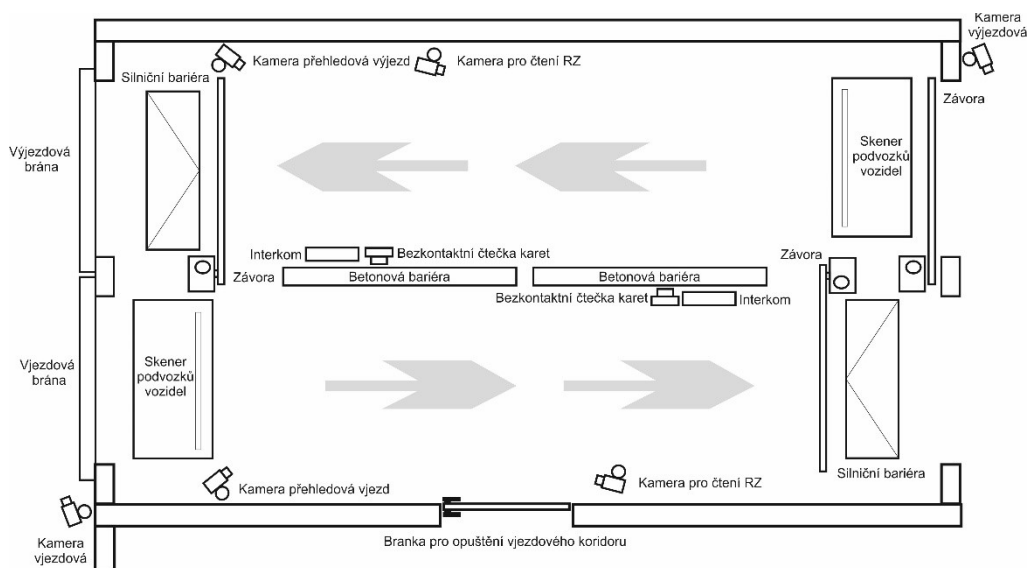 Kamera
výjezdová
Kamera přehledová výjezd
Kamera pro čtení RZ
Silniční bariéra
Závora
Výjezdová
brána
Skener
podvozků
vozidel
Interkom
Bezkontaktní čtečka karet
Závora
Závora
Betonová bariéra
Betonová bariéra
Bezkontaktní čtečka karet
Interkom
Vjezdová
brána
Skener
podvozků
vozidel
Silniční bariéra
Kamera přehledová vjezd
Kamera pro čtení RZ
Kamera
vjezdová
Branka pro opuštění vjezdového koridoru